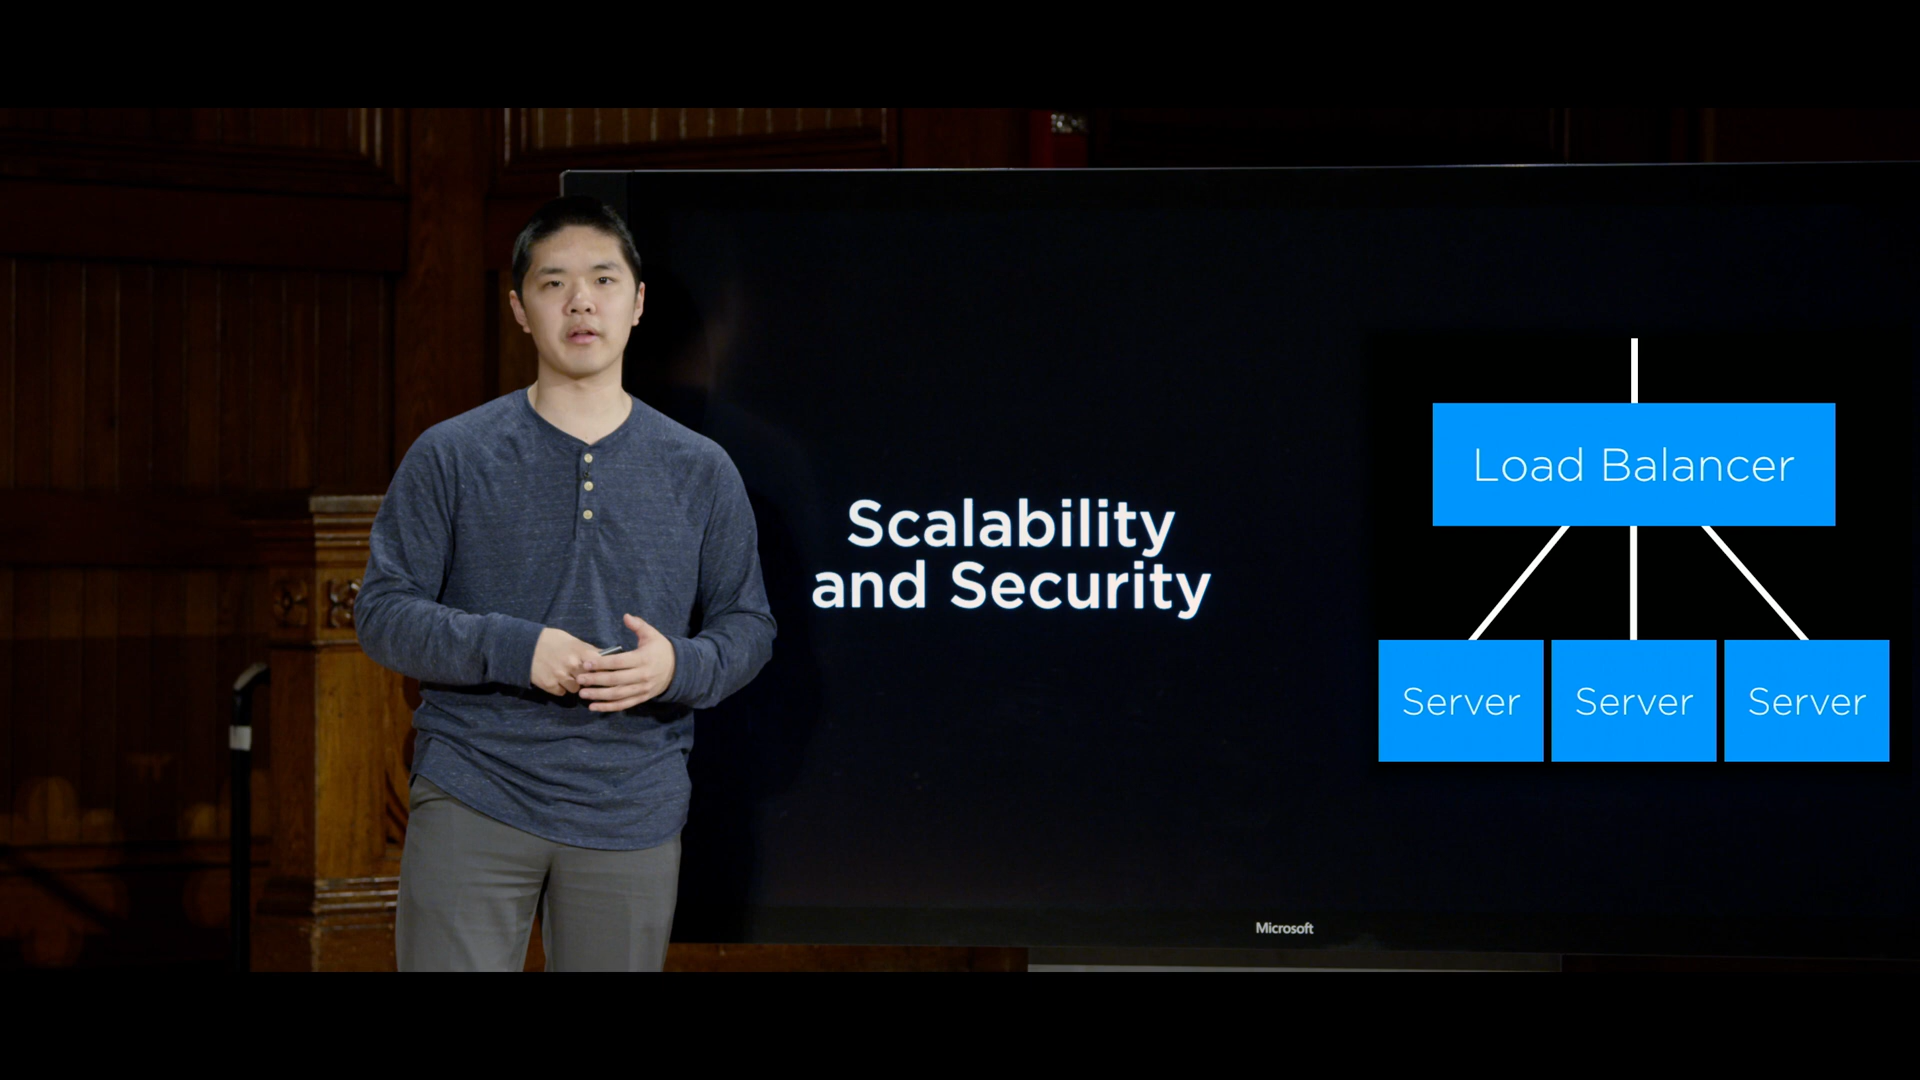 Scalability
and Security
Load Balancer
Server
Server
Server
Microsoft